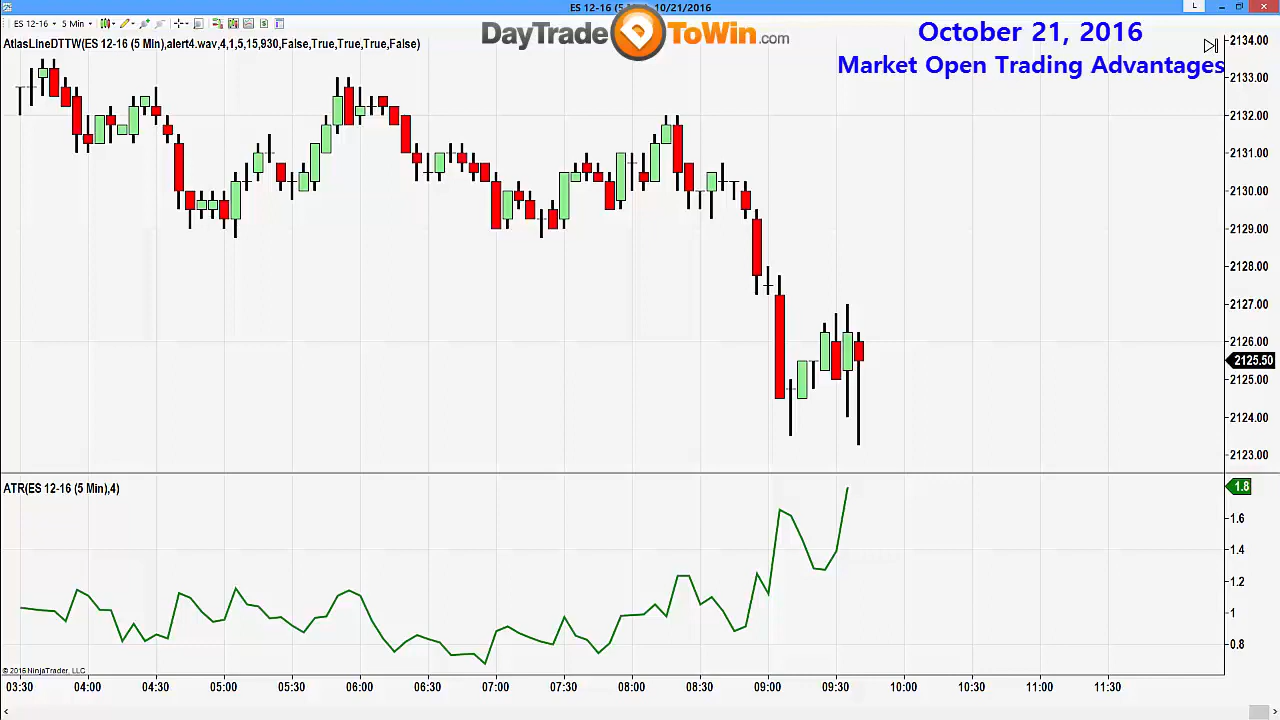 ES 12-16 (5 Min) 10/21/2016
ES 12-16 5 Min
DayTradeToWin.com
October 21, 2016
Market Open Trading Advantages
AtlasLineDTTW(ES 12-16 (5 Min),alert4.wav,4,1,5,15,930,False,True,True,True,False)
2134.00
2133.00
2132.00
2131.00
2130.00
2129.00
2128.00
2127.00
2126.00
2125.50
2125.00
2124.00
2123.00
ATR(ES 12-16 (5 Min),4)
1.8
1.6
1.4
1.2
1
0.8
© 2016 NinjaTrader, LLC
03:30 04:00 04:30 05:00 05:30 06:00 06:30 07:00 07:30 08:00 08:30 09:00 09:30 10:00 10:30 11:00 11:30